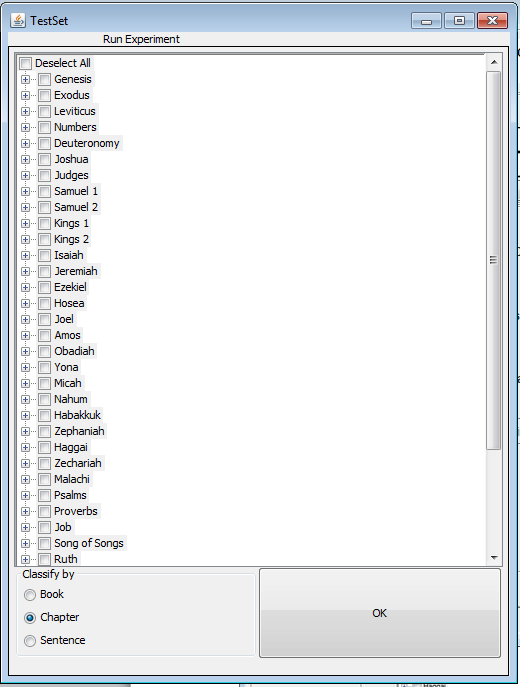 TestSet
Run Experiment
Deselect All
Genesis
Exodus
Leviticus
Numbers
Deuteronomy
Joshua
Judges
Samuel 1
Samuel 2
Kings 1
Kings 2
Isaiah
Jeremiah
Ezekiel
Hosea
Joel
Amos
Obadiah
Yona
Micah
Nahum
Habakkuk
Zephaniah
Haggai
Zechariah
Malachi
Psalms
Proverbs
Job
Song of Songs
Ruth
Classify by
Book
Chapter
Sentence
OK